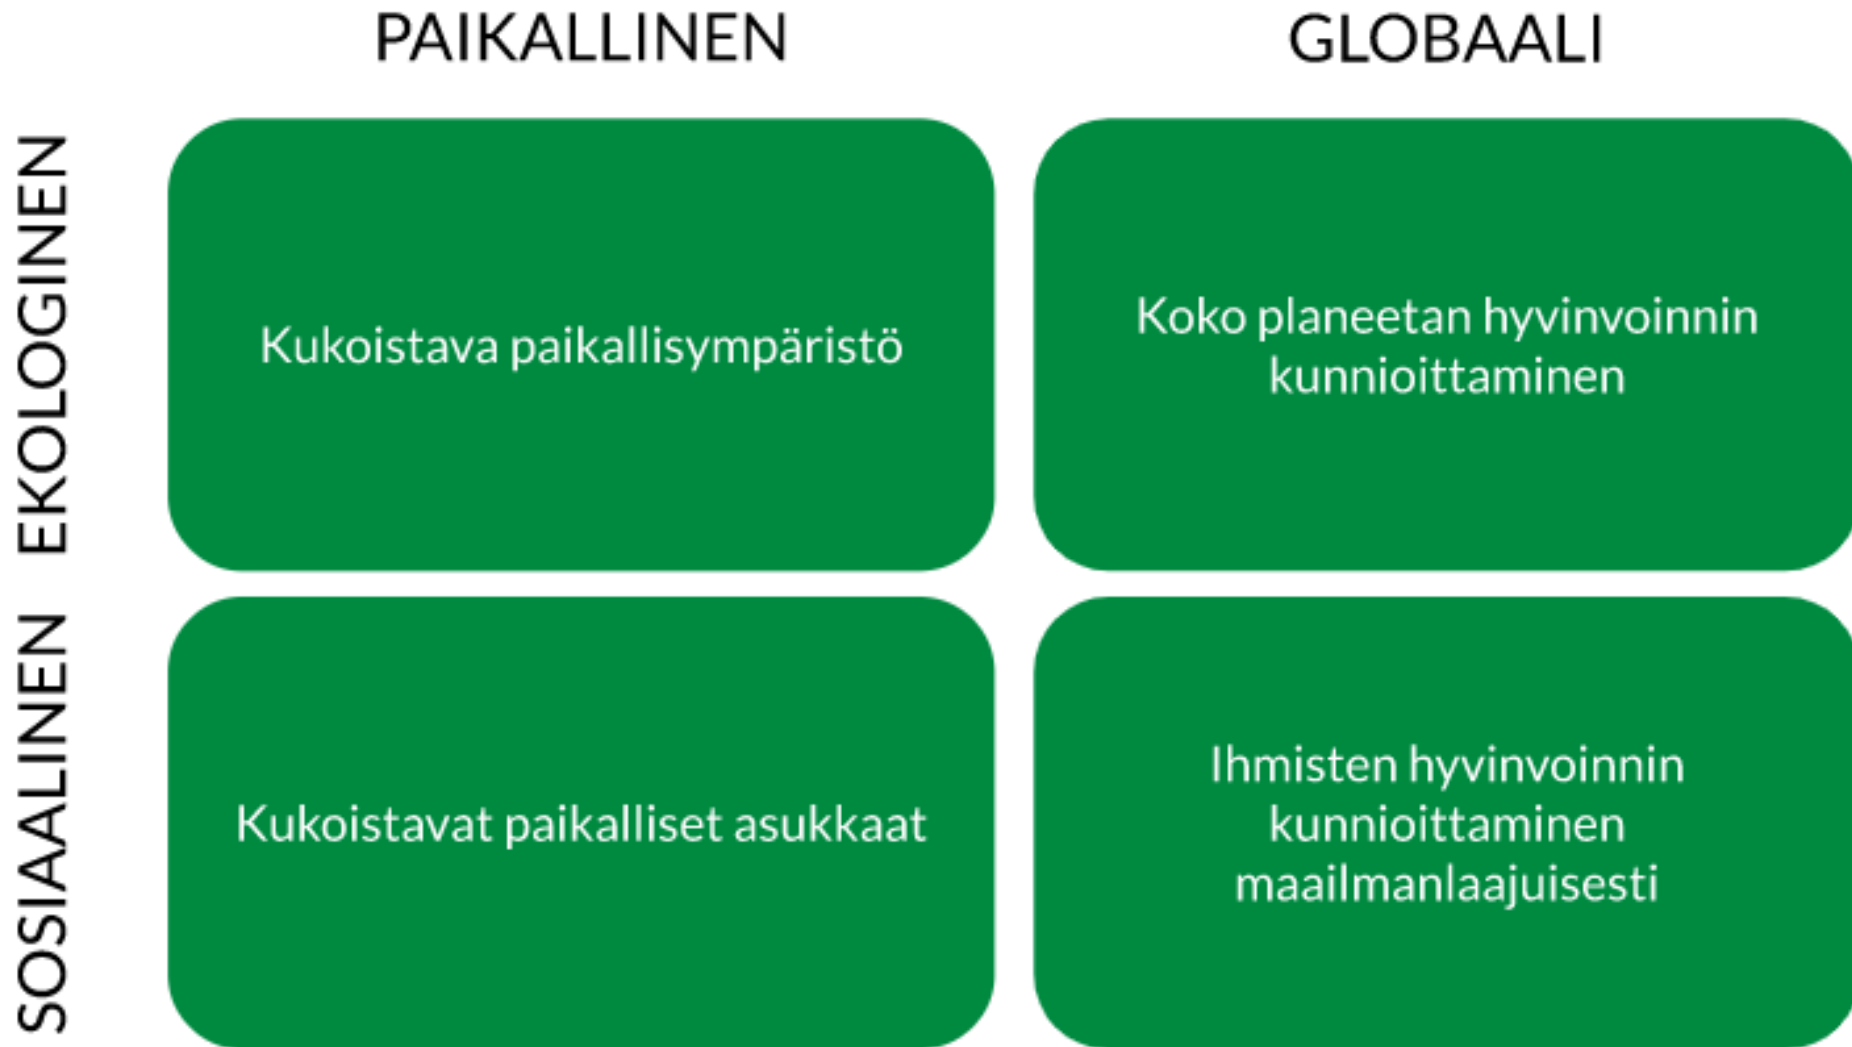 PAIKALLINEN
GLOBAALI
EKOLOGINEN
Kukoistava paikallisympäristö
Koko planeetan hyvinvoinnin
kunnioittaminen
SOSIAALINEN
Kukoistavat paikalliset asukkaat
Ihmisten hyvinvoinnin
kunnioittaminen
maailmanlaajuisesti